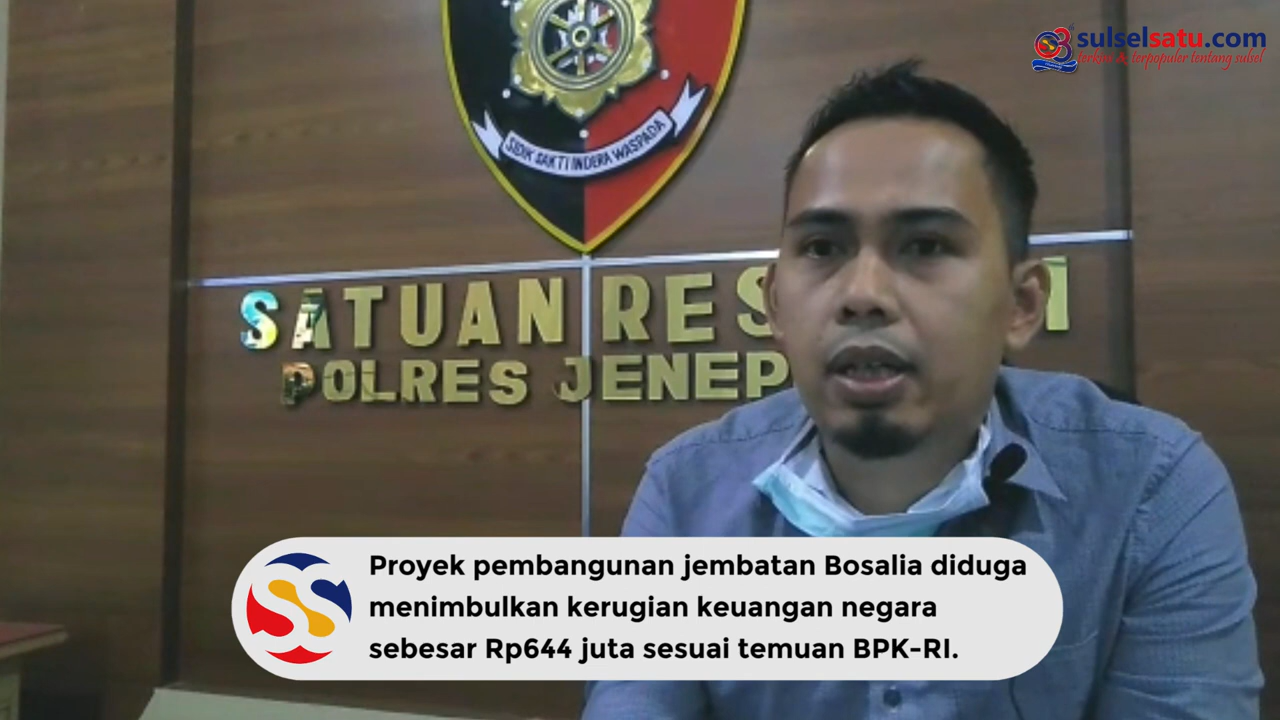 sulselsatu.com
terkini & terpopuler tentang sulsel
SIDIK SAKTI INDERA WASPADA
SATUAN RES
POLRES JENEP
Proyek pembangunan jembatan Bosalia diduga
menimbulkan kerugian keuangan negara
sebesar Rp644 juta sesuai temuan BPK-RI.